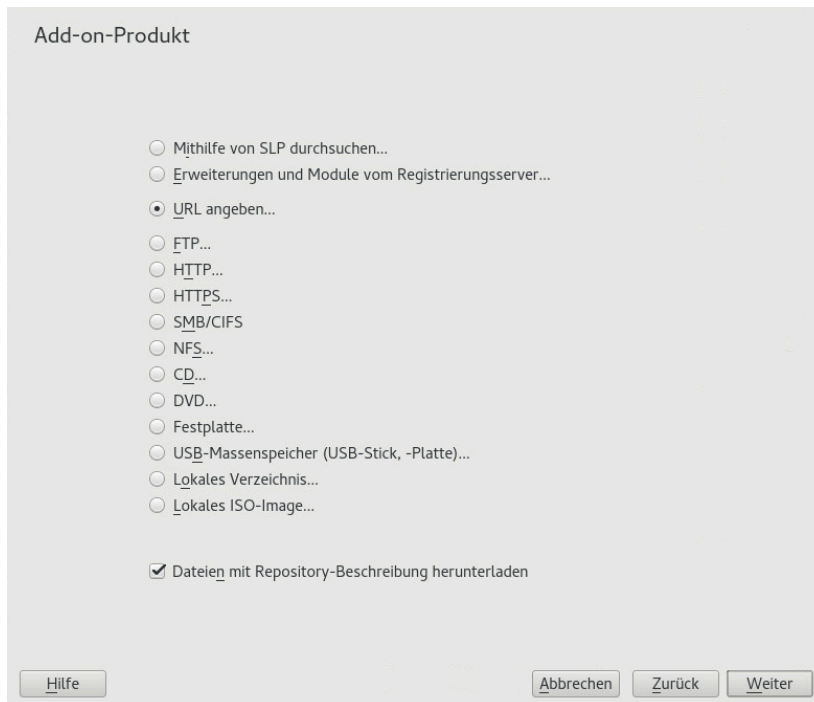 Add-on-Produkt
Mithilfe von SLP durchsuchen...
Erweiterungen und Module vom Registrierungsserver...
URL angeben...
FTP...
HTTP...
HTTPS...
SMB/CIFS
NFS...
CD...
DVD...
Festplatte...
USB-Massenspeicher (USB-Stick, -Platte)...
Lokales Verzeichnis...
Lokales ISO-Image...
Dateien mit Repository-Beschreibung herunterladen
Hilfe Abbrechen Zurück Weiter